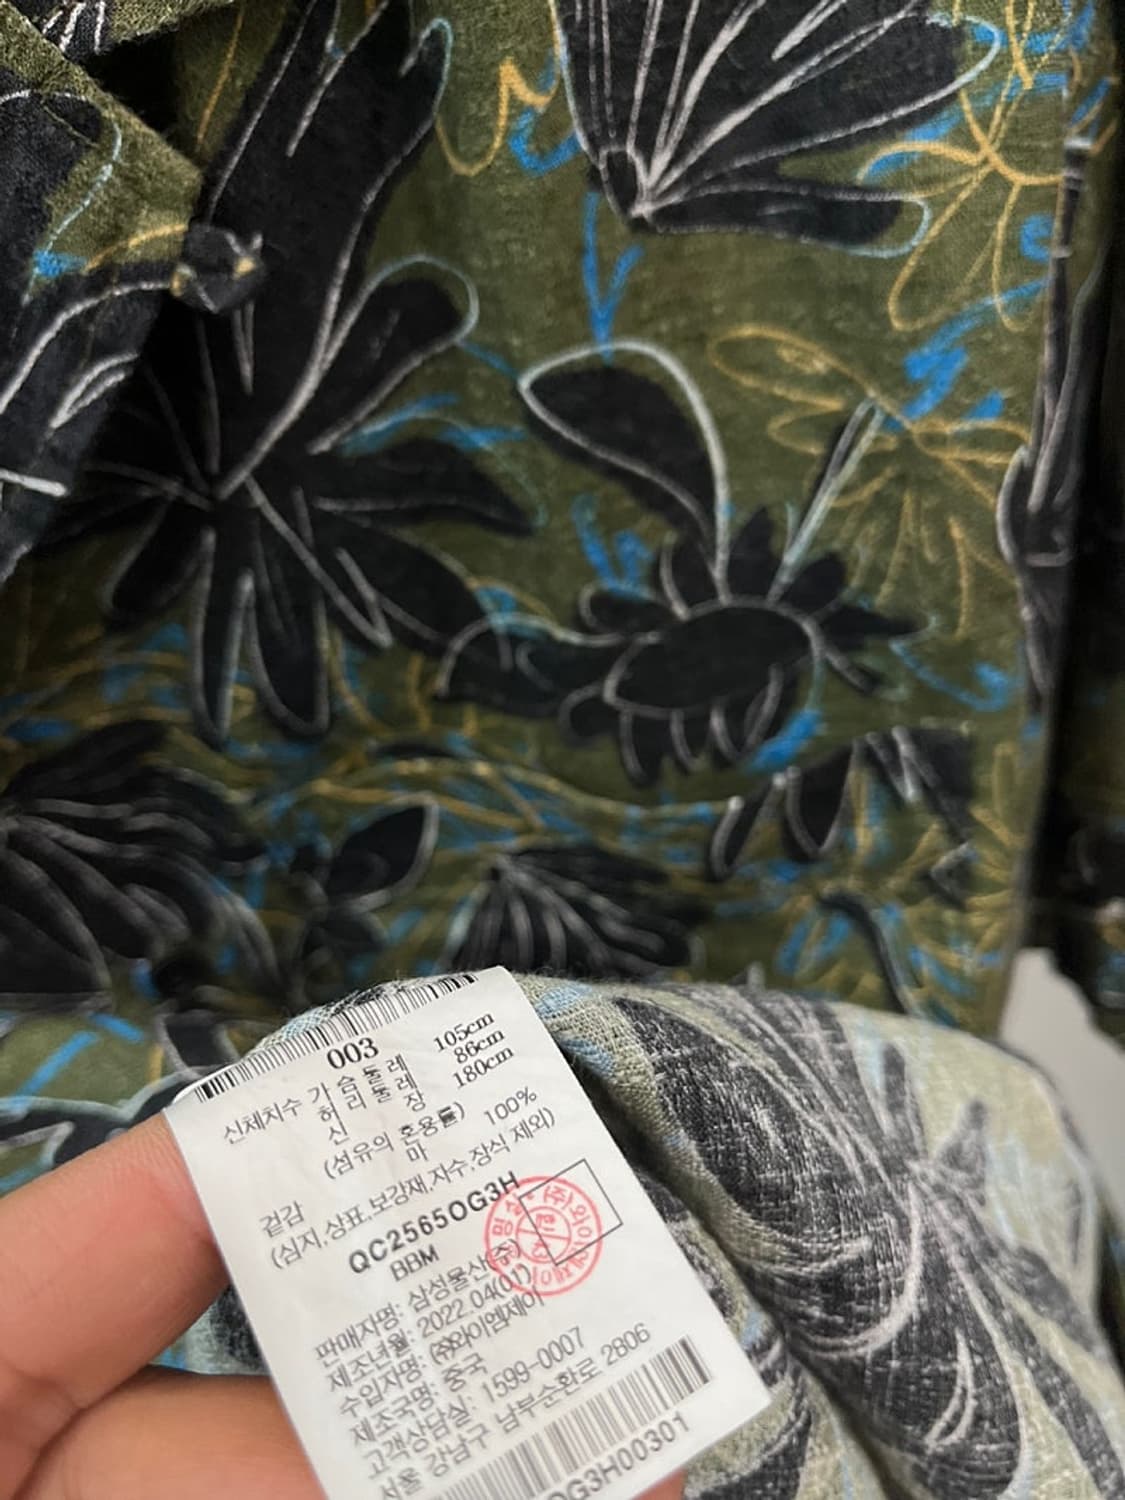 003
신체치수 가슴둘레 105cm
허리둘레 86cm
신장 180cm
(섬유의 혼용률)
겉감 마 100%
(심지,상표,보강재,자수,장식 제외)
QC2565OG3H
BBM
판매자명: 삼성물산(주)
제조년월: 2022.04(01)
수입자명: (주)와이엠제이
제조국명: 중국
고객상담실: 1599-0007
서울 강남구 남부순환로 2806
OG3H00301